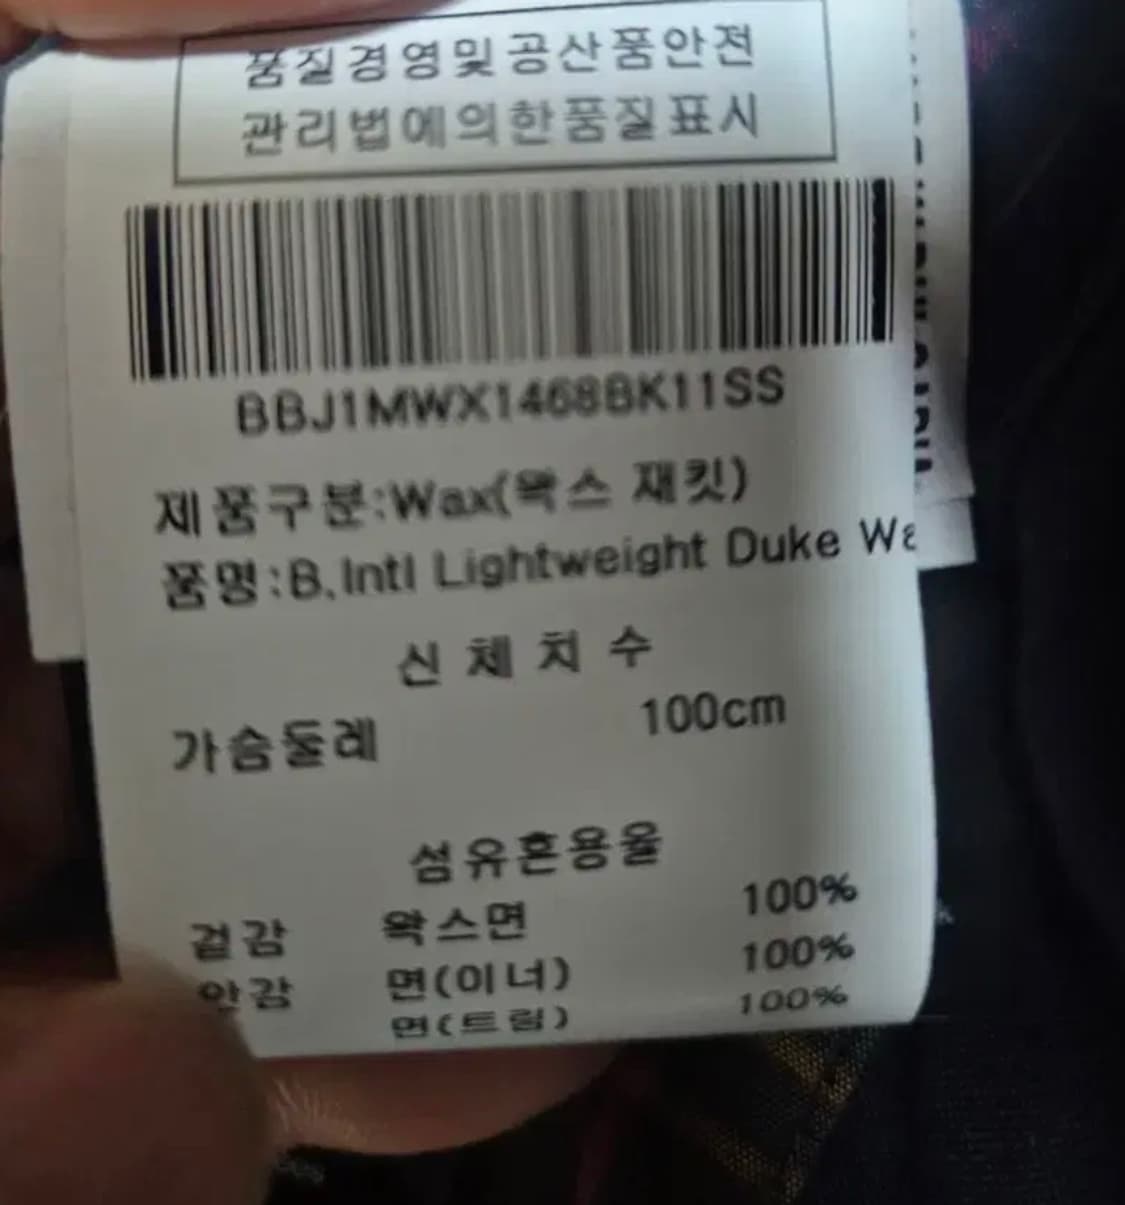 품질경영및공산품안전
관리법에의한품질표시
BBJ1MWX1468BK11SS
제품구분:Wax(왁스 재킷)
품명:B.Intl Lightweight Duke Wa
신체치수
가슴둘레 100cm
섬유혼용율
겉감 왁스면 100%
안감 면(이너) 100%
면(트림) 100%